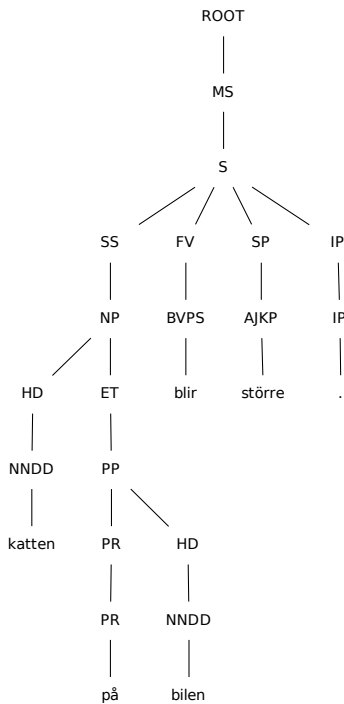 ROOT
MS
S
SS FV SP IP
NP BVPS AJKP IP
HD ET blir större .
NNDD PP
katten PR HD
PR NNDD
på bilen